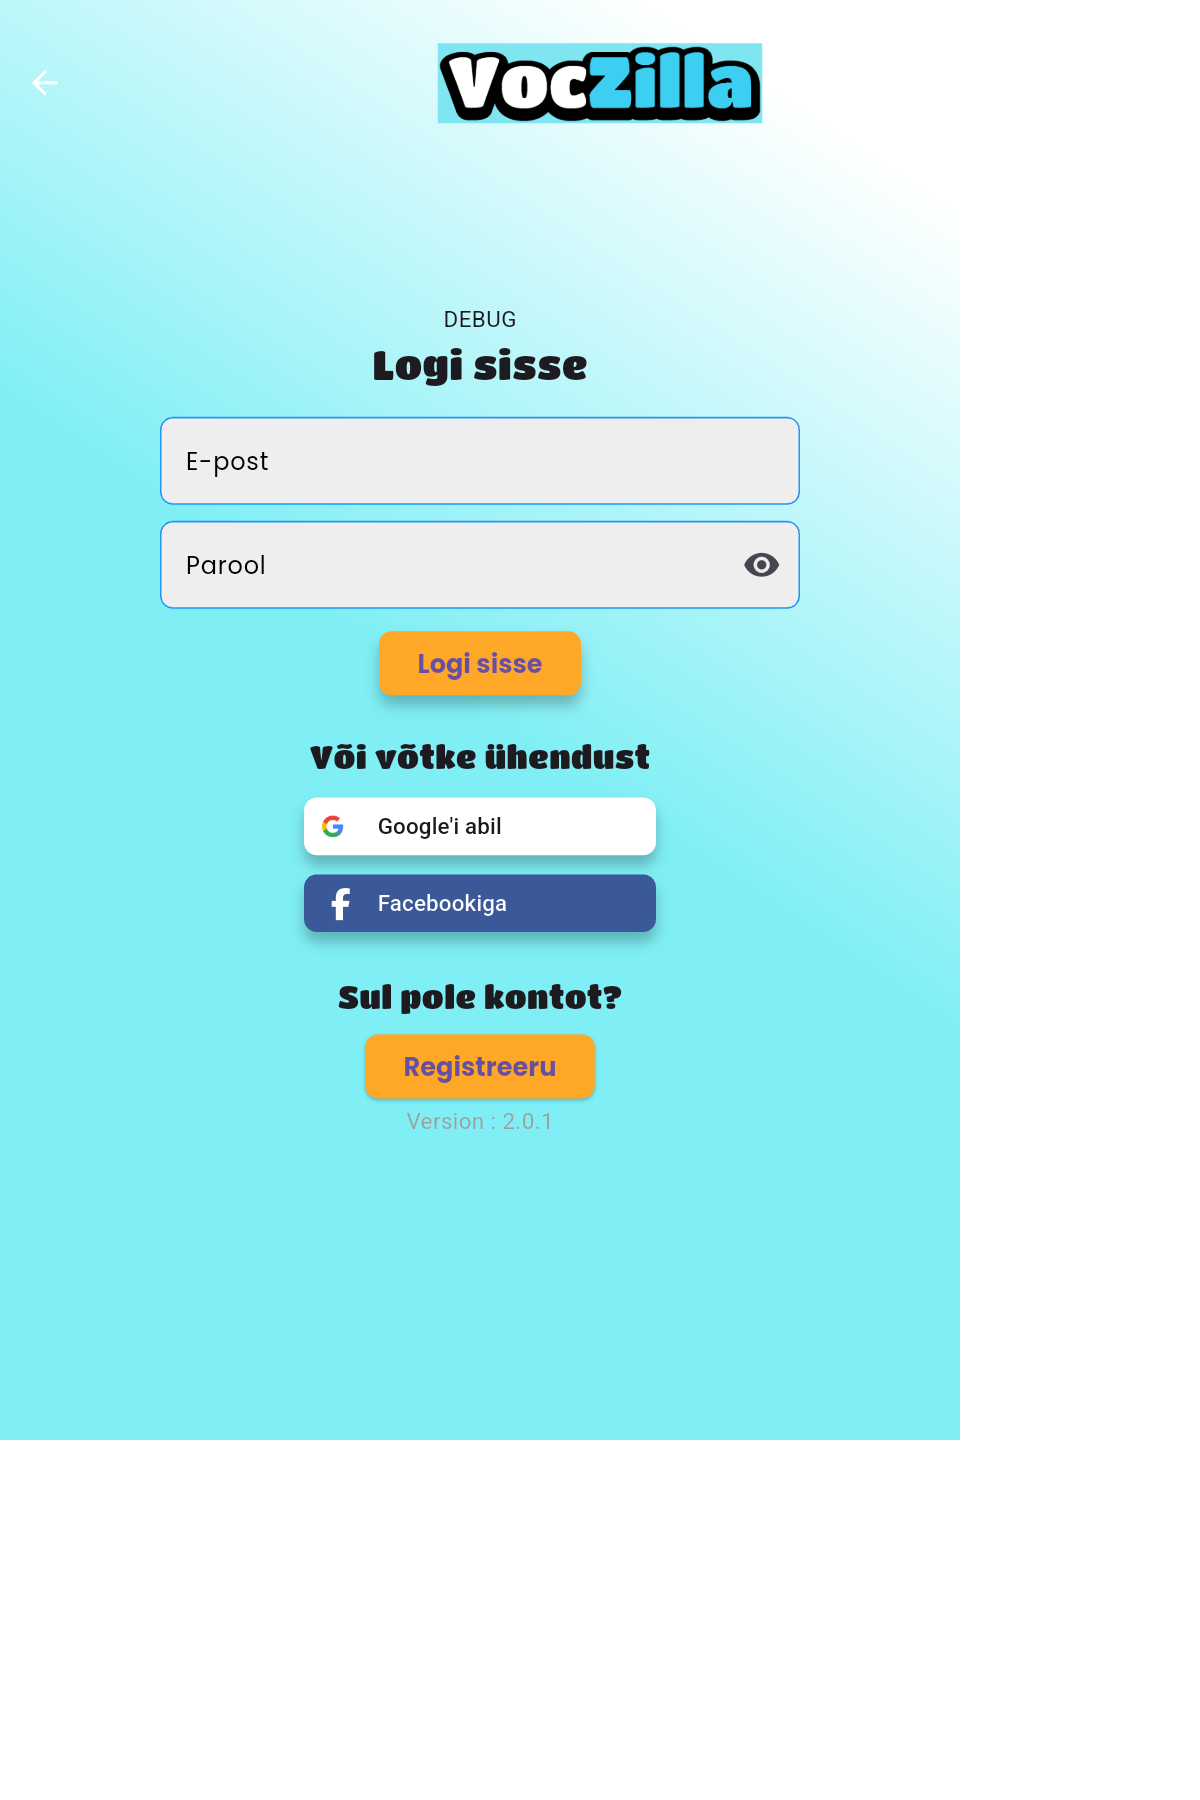 VocZilla
DEBUG
Logi sisse
E-post
Parool
Logi sisse
Või võtke ühendust
Google'i abil
Facebookiga
Sul pole kontot?
Registreeru
Version : 2.0.1